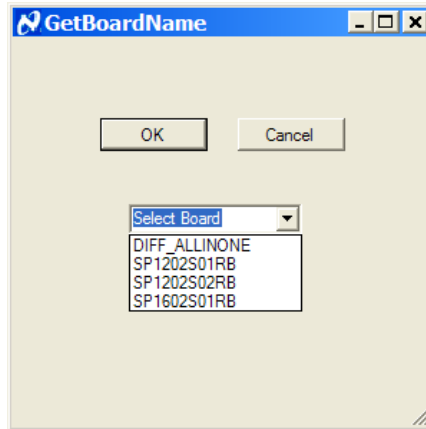 GetBoardName
OK
Cancel
Select Board
DIFF_ALLINONE
SP1202S01RB
SP1202S02RB
SP1602S01RB